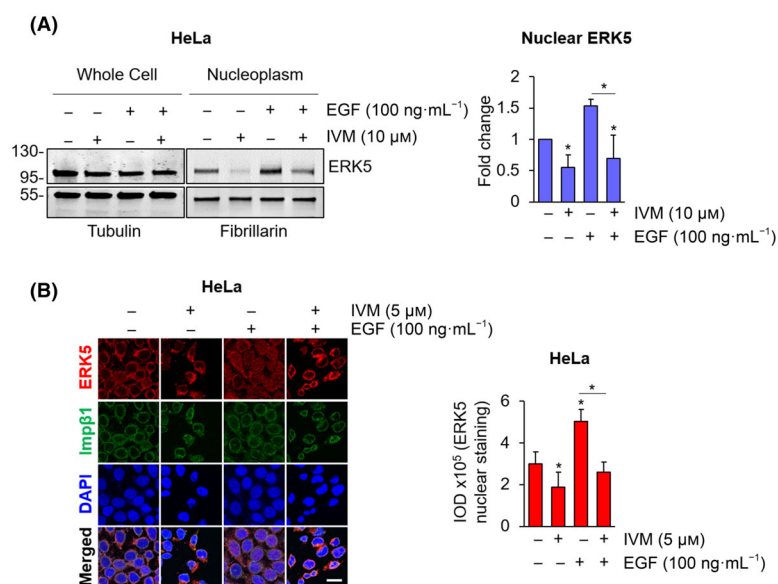 (A)
HeLa
Whole Cell Nucleoplasm
– – + + – – + + EGF (100 ng·mL⁻¹)
– + – + – + – + IVM (10 μM)
130-
95-
ERK5
55-
Tubulin Fibrillarin
Nuclear ERK5
Fold change
2
1.5
1
0.5
0
* * *
– + – + IVM (10 μM)
– – + + EGF (100 ng·mL⁻¹)
(B)
HeLa
– + – + IVM (5 μM)
– – + + EGF (100 ng·mL⁻¹)
ERK5
Impβ1
DAPI
Merged
HeLa
IOD x10⁵ (ERK5
nuclear staining)
6
4
2
0
* * *
– + – + IVM (5 μM)
– – + + EGF (100 ng·mL⁻¹)